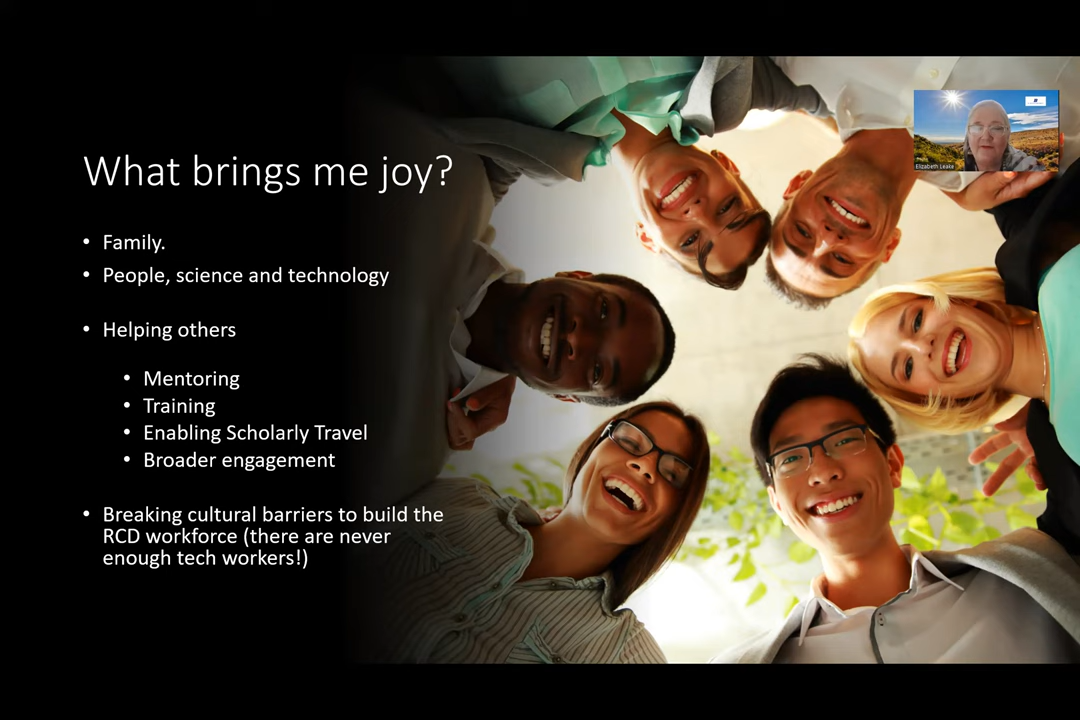 What brings me joy?
• Family.
• People, science and technology
• Helping others
• Mentoring
• Training
• Enabling Scholarly Travel
• Broader engagement
• Breaking cultural barriers to build the
RCD workforce (there are never
enough tech workers!)
Elizabeth Leake